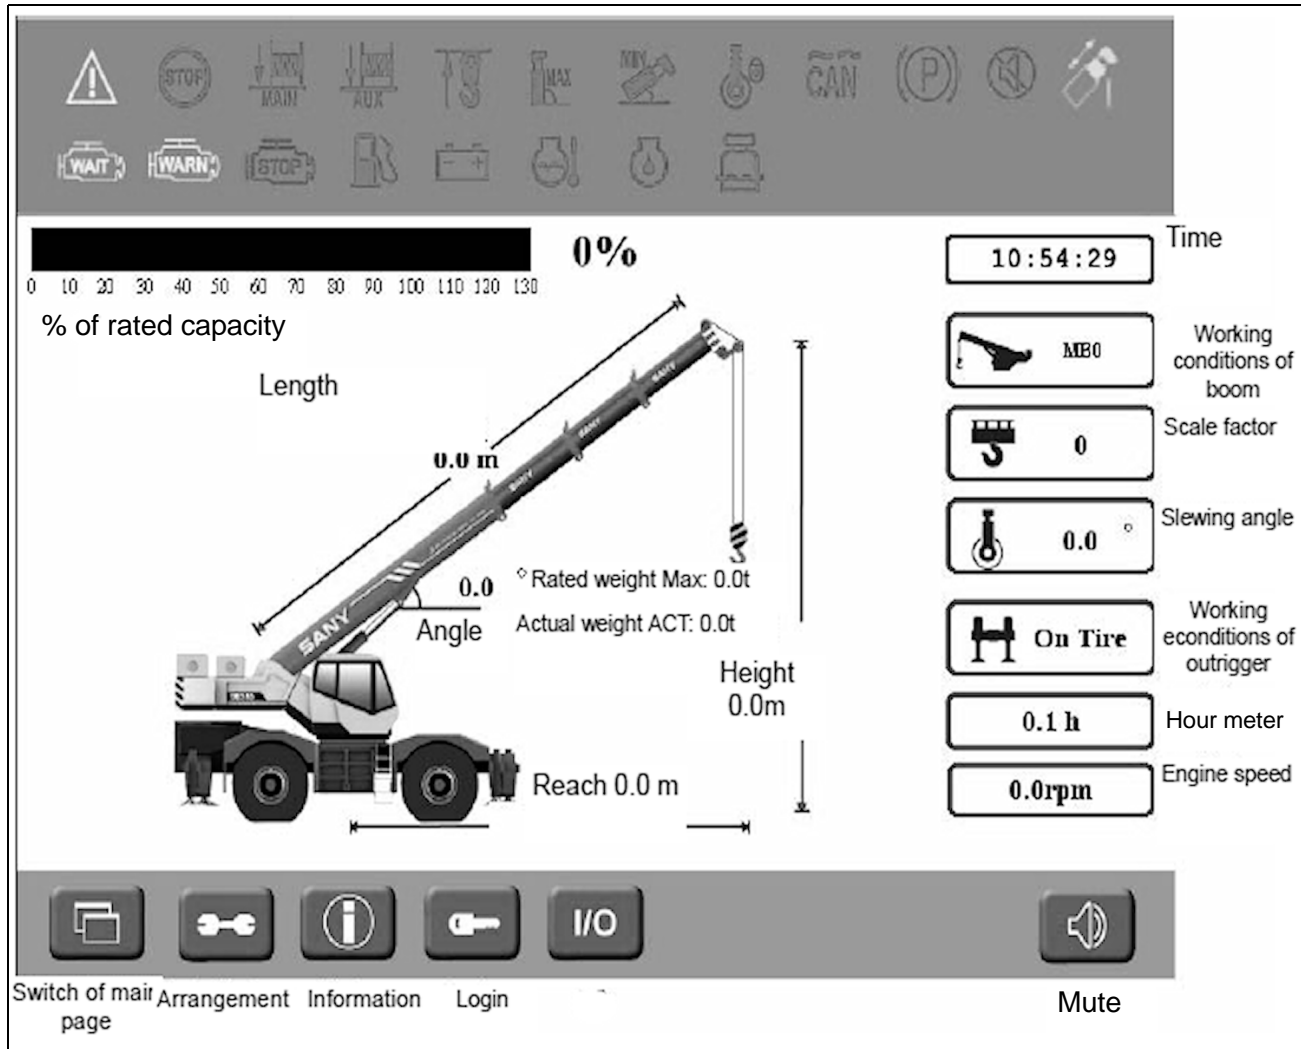 STOP
MAIN
AUX
MAX
MIN
CAN
P
WAIT
WARN
STOP
0%
0 10 20 30 40 50 60 70 80 90 100 110 120 130
% of rated capacity
Time
10:54:29
MB0
Working
conditions of
boom
Length
Scale factor
0
0.0 m
SANY
SANY
SANY
SANY
Slewing angle
0.0 °
0.0 ° Rated weight Max: 0.0t
Angle
Actual weight ACT: 0.0t
On Tire
Working
econditions of
outrigger
Height
0.0m
0.1 h
Hour meter
Reach 0.0 m
0.0rpm
Engine speed
I/O
Switch of main
page
Arrangement
Information
Login
Mute